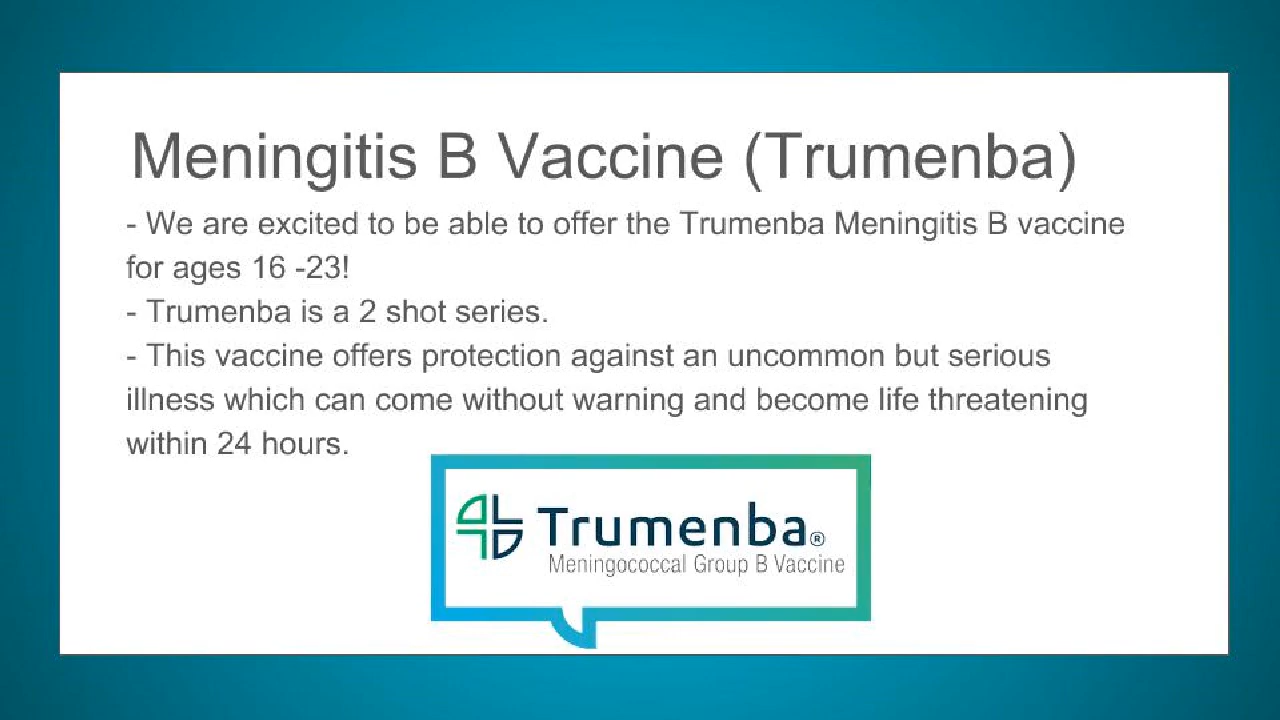 Meningitis B Vaccine (Trumenba)
- We are excited to be able to offer the Trumenba Meningitis B vaccine
for ages 16 -23!
- Trumenba is a 2 shot series.
- This vaccine offers protection against an uncommon but serious
illness which can come without warning and become life threatening
within 24 hours.
Trumenba®
Meningococcal Group B Vaccine